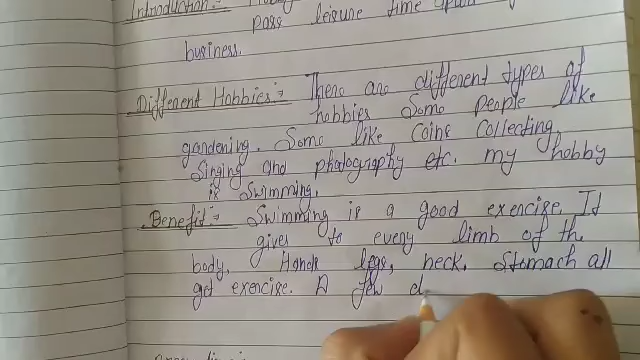 Introduction:-
pass leisure time after
business.
Different Hobbies:- There are different types of
hobbies Some people like
gardening. Some like Coins Collecting,
Singing and photography etc. my hobby
is Swimming.
Benefit:- Swimming is a good exercise. It
gives to every limb of the
body, Hands legs, neck. Stomach all
get exercise. A few